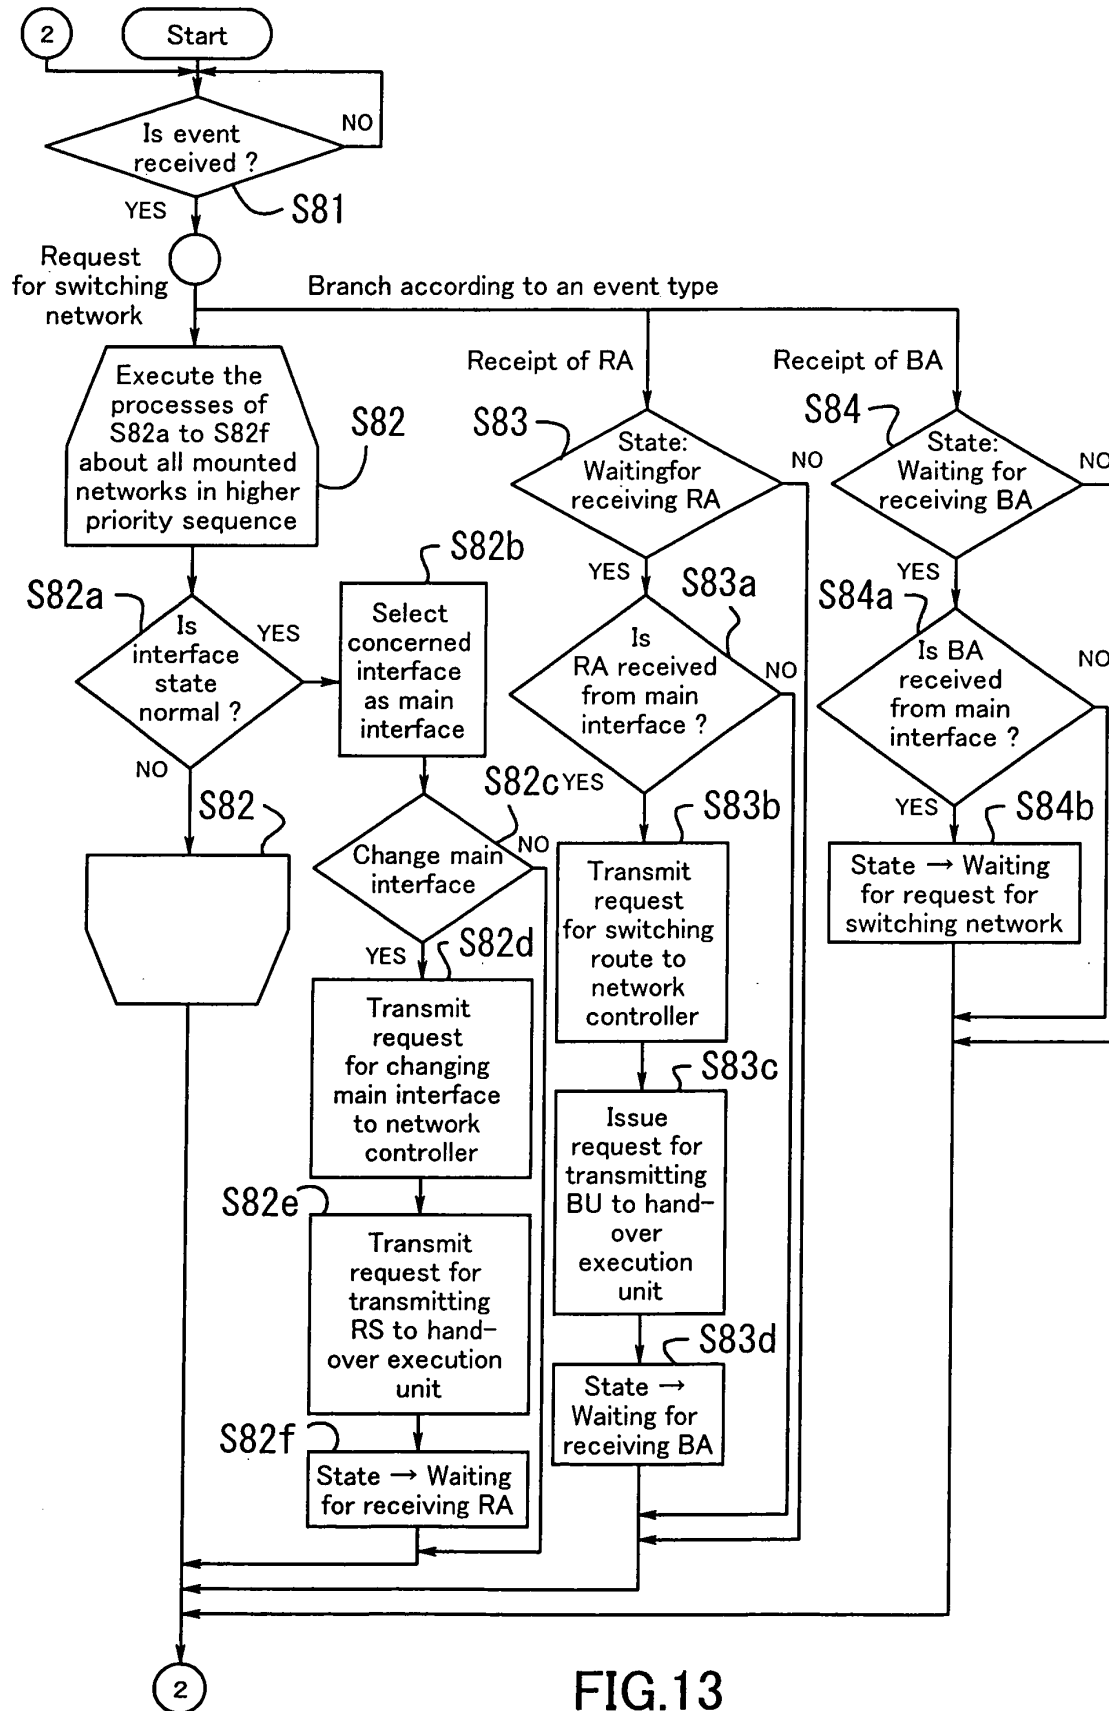 2
Start
Is event
received ?
NO
YES
S81
Request
for switching
network
Branch according to an event type
Receipt of RA
Receipt of BA
Execute the
processes of
S82a to S82f
about all mounted
networks in higher
priority sequence
S82
S83
State:
Waitingfor
receiving RA
NO
YES
S84
State:
Waiting for
receiving BA
NO
YES
S82a
Is
interface
state
normal ?
YES
NO
S82b
Select
concerned
interface
as main
interface
S83a
Is
RA received
from main
interface ?
NO
YES
S84a
Is BA
received
from main
interface ?
NO
YES
S82
S82c
Change main
interface
NO
YES
S83b
Transmit
request
for switching
route to
network
controller
S84b
State → Waiting
for request for
switching network
S82d
Transmit
request
for changing
main interface
to network
controller
S83c
Issue
request for
transmitting
BU to hand-
over
execution
unit
S82e
Transmit
request for
transmitting
RS to hand-
over execution
unit
S83d
State →
Waiting for
receiving BA
S82f
State → Waiting
for receiving RA
2
FIG.13